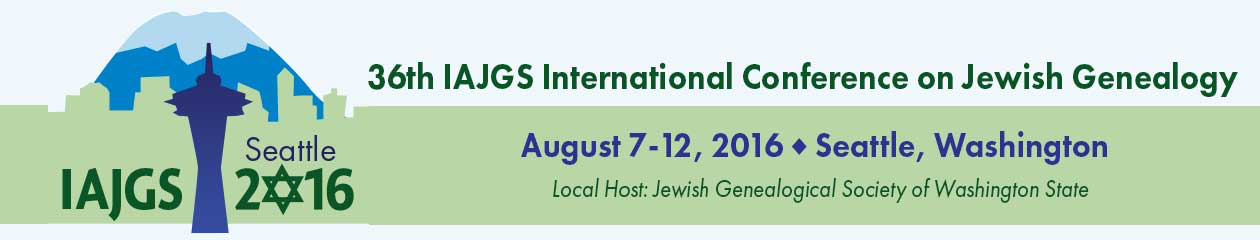 36th IAJGS International Conference on Jewish Genealogy
August 7-12, 2016 ◆ Seattle, Washington
Local Host: Jewish Genealogical Society of Washington State
Seattle
IAJGS 2✡16